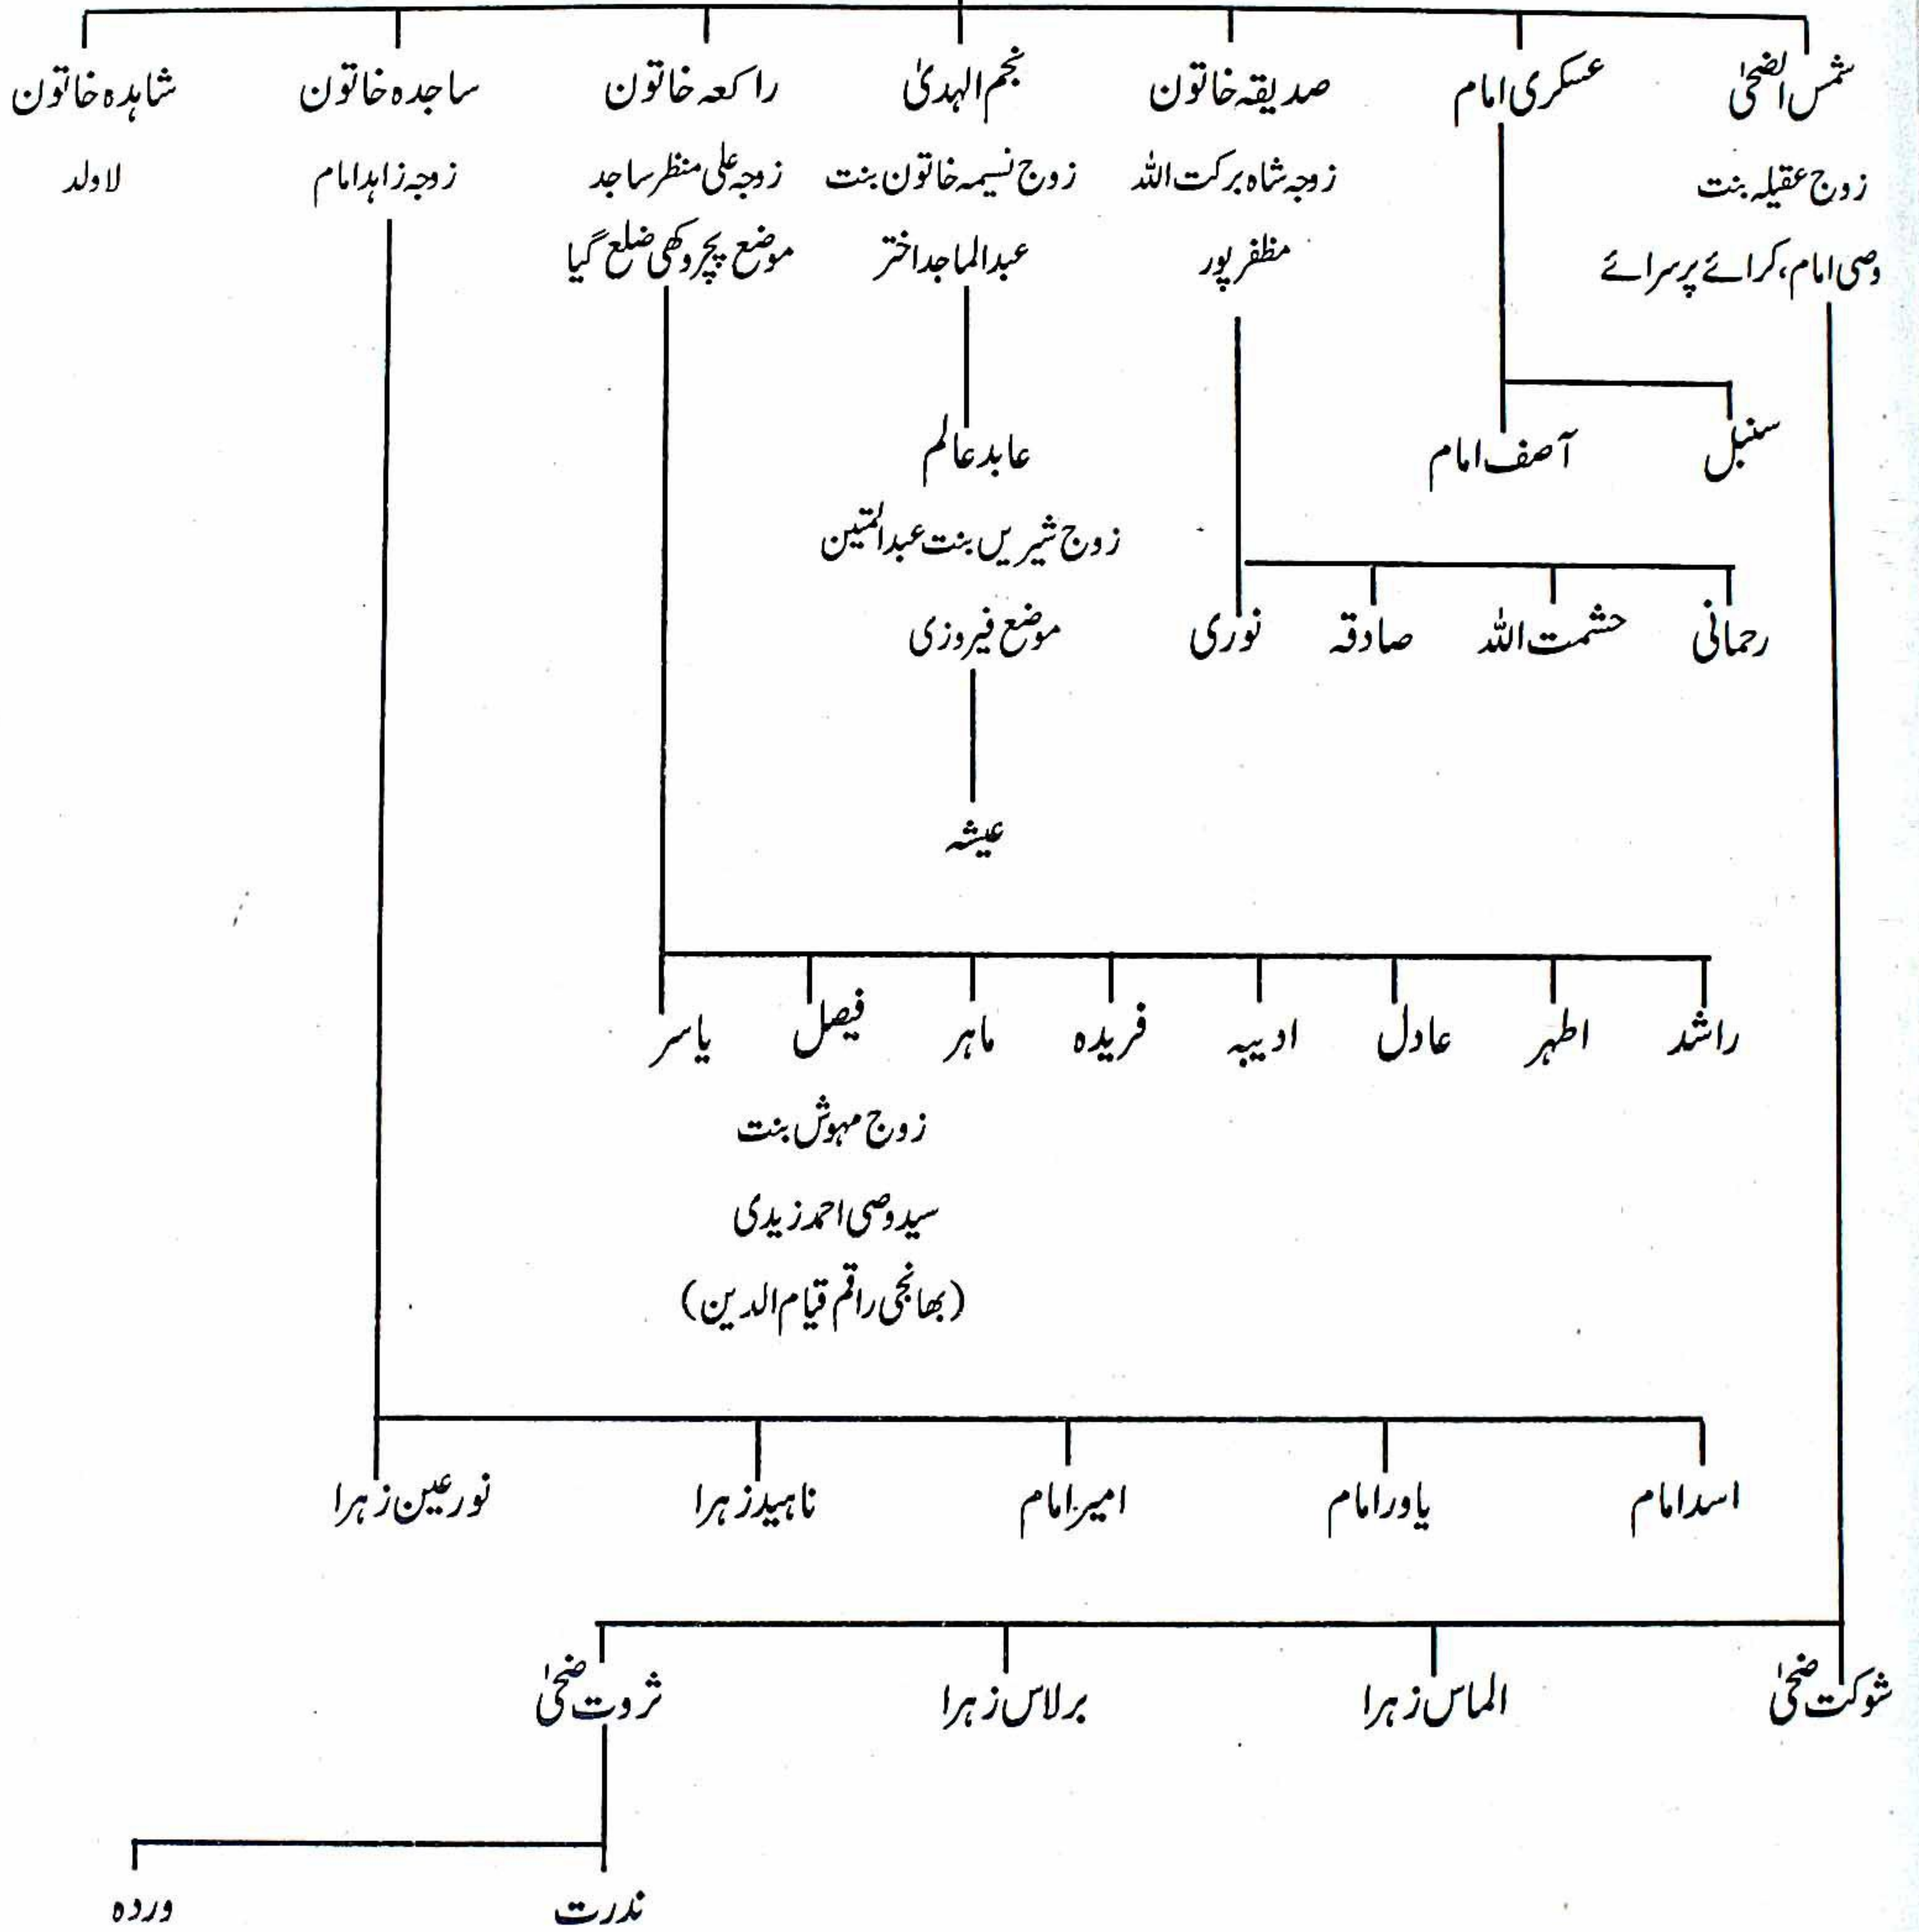 شمس الضحیٰ
زوج عقیلہ بنت
وصی امام، کرائے پرسرائے
عسکری امام
صدیقہ خاتون
زوجہ شاہ برکت اللہ
مظفر پور
نجم الہدیٰ
زوج نسیمہ خاتون بنت
عبدالماجد اختر
راکعہ خاتون
زوجہ علی منظر ساجد
موضع پچروکھی ضلع گیا
ساجدہ خاتون
زوجہ زاہد امام
شاہدہ خاتون
لا ولد
سنبل
آصف امام
عابد عالم
زوج شیریں بنت عبدالمتین
موضع فیروزی
رحمانی
حشمت اللہ
صادقہ
نوری
عیشہ
راشد
اطہر
عادل
ادیبہ
فریدہ
ماہر
فیصل
یاسر
زوج مہوش بنت
سید وصی احمد زیدی
(بھانجی راقم قیام الدین)
اسد امام
یاور امام
امیر امام
ناہید زہرا
نور عین زہرا
شوکت ضحیٰ
الماس زہرا
برلاس زہرا
ثروت ضحیٰ
ندرت
وردہ